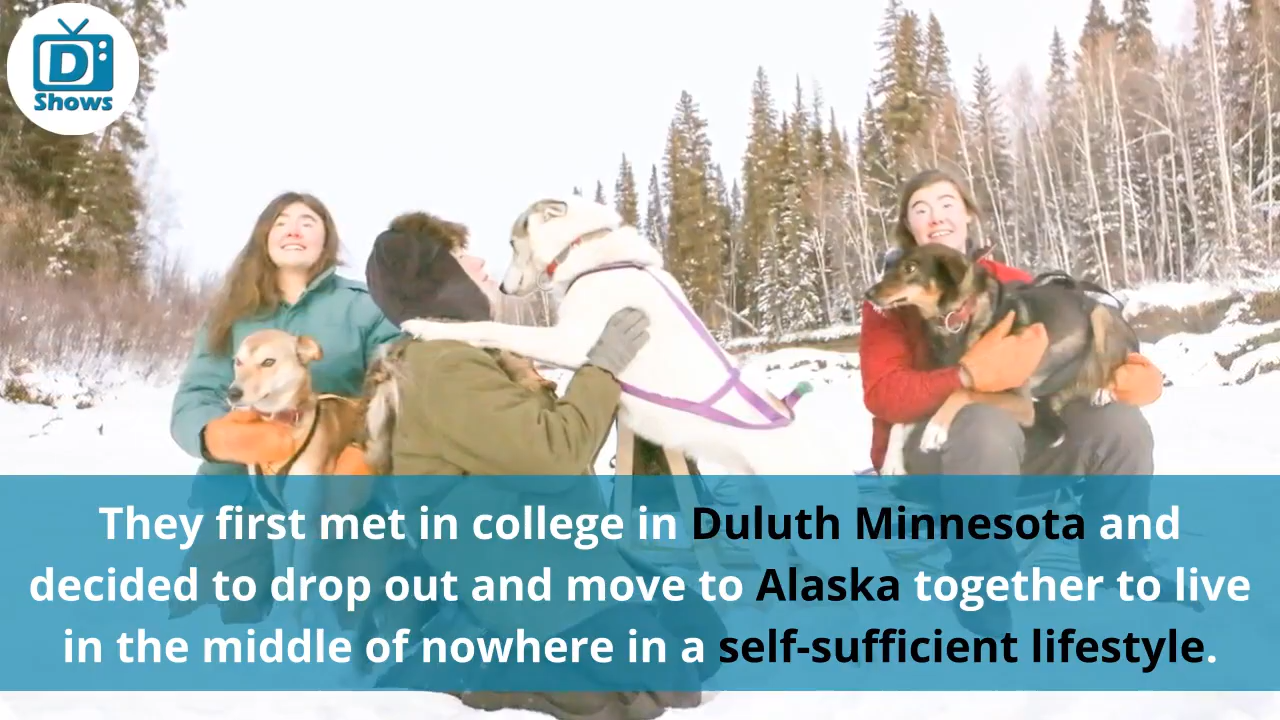 D
Shows
They first met in college in Duluth Minnesota and
decided to drop out and move to Alaska together to live
in the middle of nowhere in a self-sufficient lifestyle.